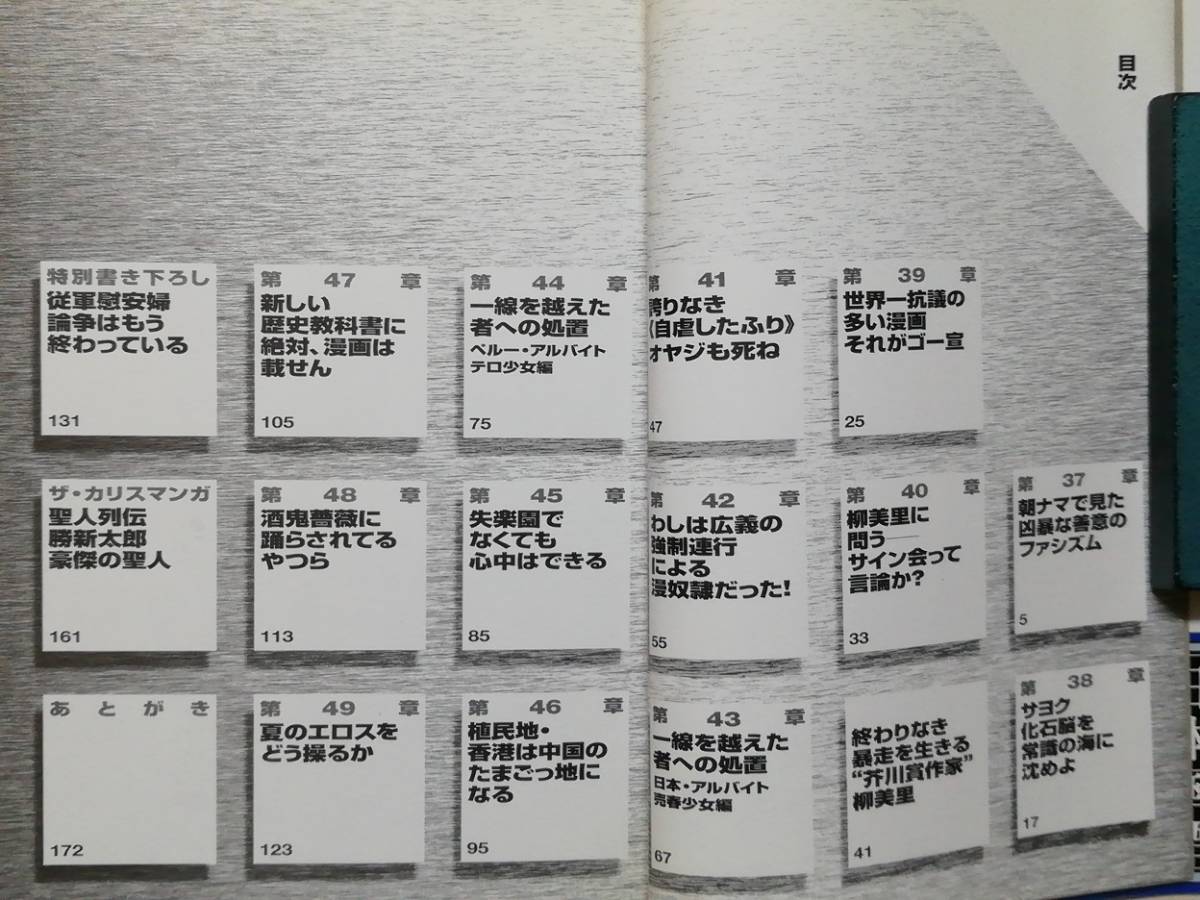 目次
第 37 章
朝ナマで見た
凶暴な善意の
ファシズム
5
第 38 章
サヨク
化石脳を
常識の海に
沈めよ
17
第 39 章
世界一抗議の
多い漫画
それがゴー宣
25
第 40 章
柳美里に
問う──
サイン会って
言論か?
33
終わりなき
暴走を生きる
“芥川賞作家”
柳美里
41
第 41 章
誇りなき
《自虐したふり》
オヤジも死ね
47
第 42 章
わしは広義の
強制連行
による
漫奴隷だった!
55
第 43 章
一線を越えた
者への処置
日本・アルバイト
売春少女編
67
第 44 章
一線を越えた
者への処置
ペルー・アルバイト
テロ少女編
75
第 45 章
失楽園で
なくても
心中はできる
85
第 46 章
植民地・
香港は中国の
たまごっ地に
なる
95
第 47 章
新しい
歴史教科書に
絶対、漫画は
載せん
105
第 48 章
酒鬼薔薇に
踊らされてる
やつら
113
第 49 章
夏のエロスを
どう操るか
123
特別書き下ろし
従軍慰安婦
論争はもう
終わっている
131
ザ・カリスマンガ
聖人列伝
勝新太郎
豪傑の聖人
161
あとがき
172